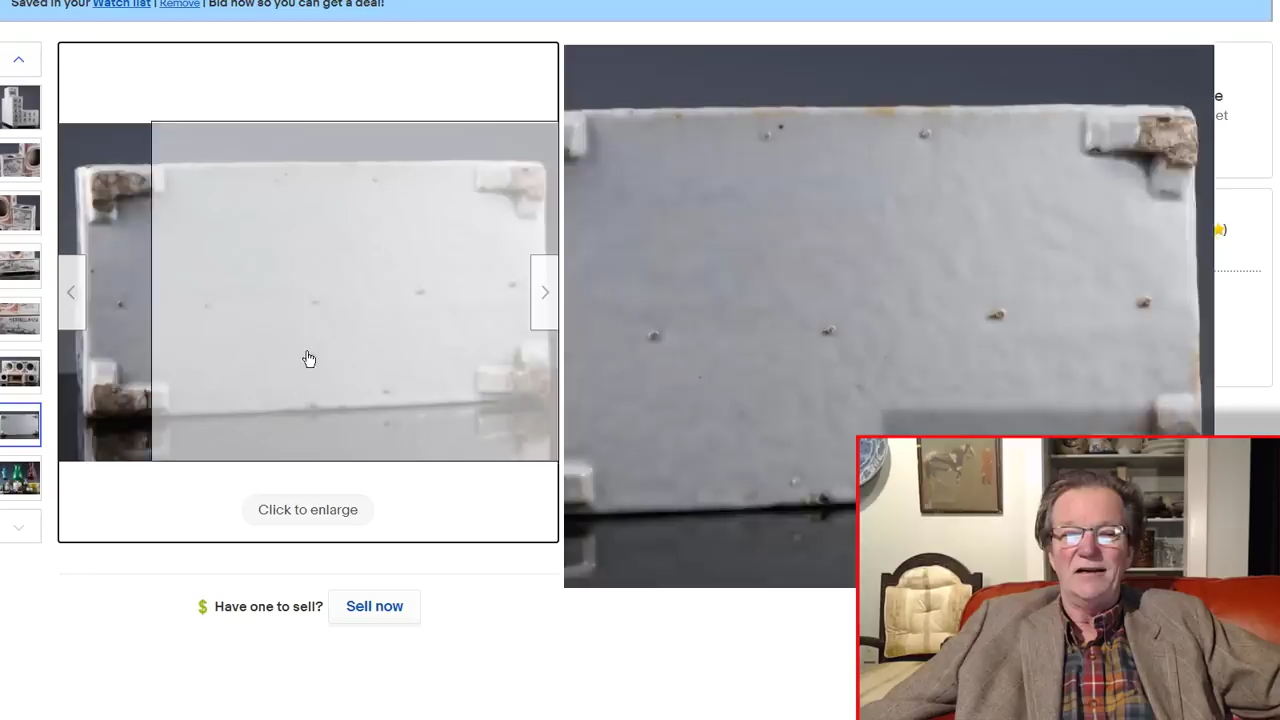 Saved in your Watch list | Remove | Bid now so you can get a deal!
e
et
)
Click to enlarge
$ Have one to sell? Sell now